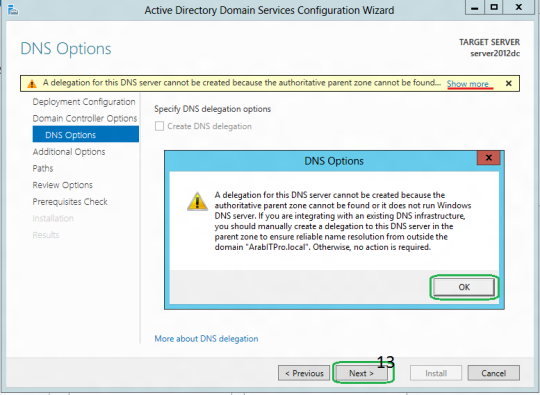 Active Directory Domain Services Configuration Wizard
DNS Options
TARGET SERVER
server2012dc
A delegation for this DNS server cannot be created because the authoritative parent zone cannot be found... Show more
Deployment Configuration
Domain Controller Options
DNS Options
Additional Options
Paths
Review Options
Prerequisites Check
Installation
Results
Specify DNS delegation options
Create DNS delegation
DNS Options
A delegation for this DNS server cannot be created because the
authoritative parent zone cannot be found or it does not run Windows
DNS server. If you are integrating with an existing DNS infrastructure,
you should manually create a delegation to this DNS server in the
parent zone to ensure reliable name resolution from outside the
domain "ArabITPro.local". Otherwise, no action is required.
OK
More about DNS delegation
13
< Previous Next > Install Cancel